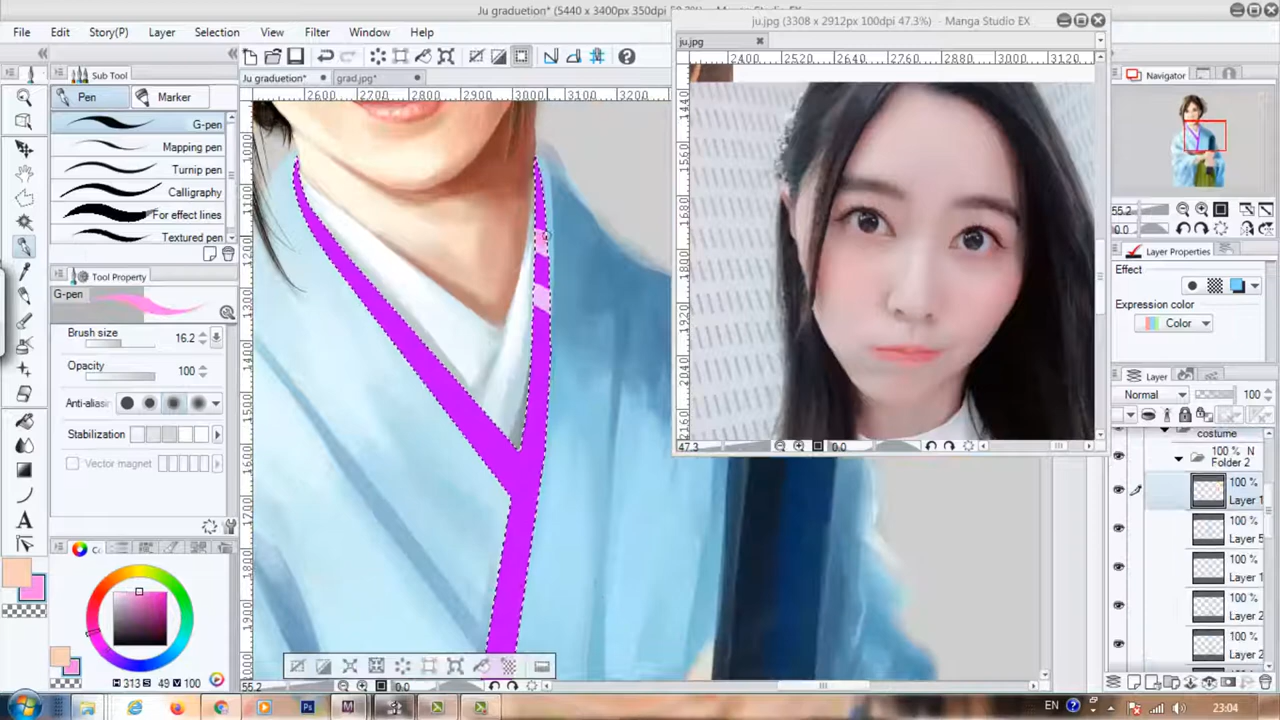 Ju graduetion* (5440 x 3400px 350dpi
ju.jpg (3308 x 2912px 100dpi 47.3%) - Manga Studio EX
File Edit Story(P) Layer Selection View Filter Window Help
ju.jpg
Sub Tool
Ju graduetion*
grad.jpg*
Navigator
2400 2520 2640 2760 2880 3000 3120
2600 2700 2800 2900 3000 3100 3200
Pen
Marker
G-pen
Mapping pen
Turnip pen
Calligraphy
For effect lines
Textured pen
55.2
0.0
Tool Property
Layer Properties
G-pen
Effect
Brush size 16.2
Expression color
Color
Opacity 100
Anti-alias
Layer
Stabilization
Normal 100
Vector magnet
costume
100 % N
Folder 2
100 %
Layer 1
100 %
Layer 5
100 %
Layer 1
100 %
Layer 2
100 %
Layer 2
47.3 0.0
H 313 S 49 V 100
55.2 0.0
EN
23:04